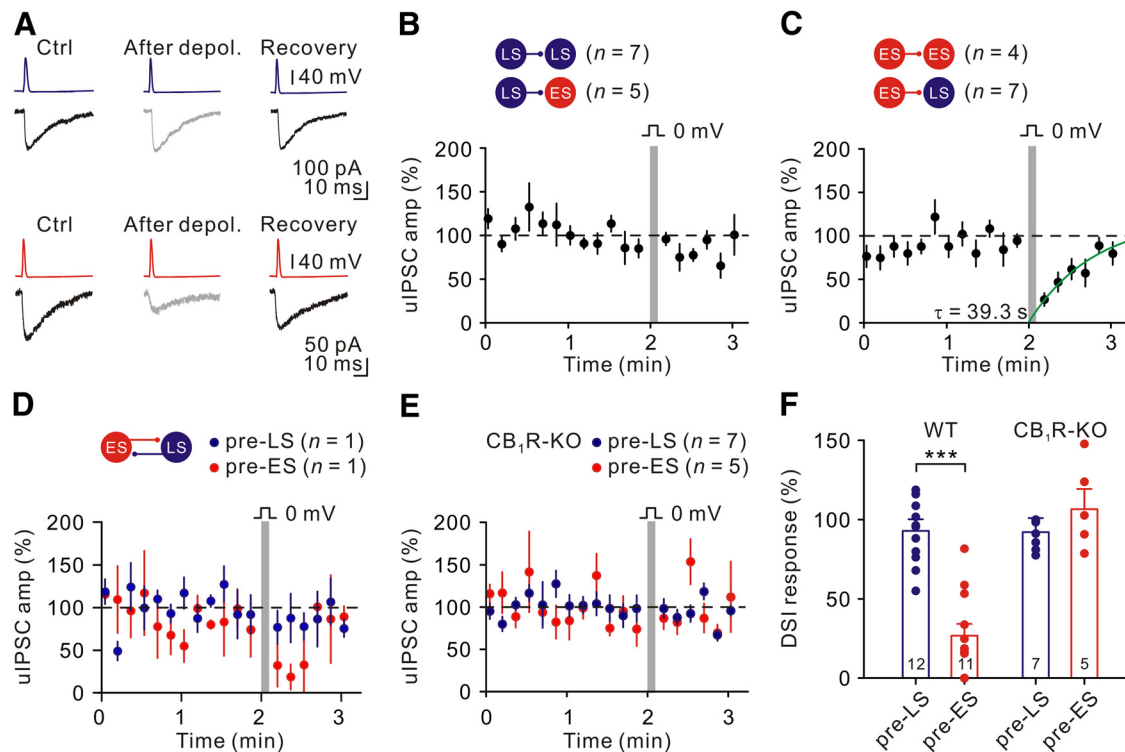 A
Ctrl After depol. Recovery
40 mV
100 pA
10 ms
Ctrl After depol. Recovery
40 mV
50 pA
10 ms
B
LS LS (n = 7)
LS ES (n = 5)
0 mV
200
150
100
50
0
uIPSC amp (%)
0 1 2 3
Time (min)
C
ES ES (n = 4)
ES LS (n = 7)
0 mV
200
150
100
50
0
uIPSC amp (%)
τ = 39.3 s
0 1 2 3
Time (min)
D
ES LS
pre-LS (n = 1)
pre-ES (n = 1)
0 mV
200
150
100
50
0
uIPSC amp (%)
0 1 2 3
Time (min)
E
CB₁R-KO
pre-LS (n = 7)
pre-ES (n = 5)
0 mV
200
150
100
50
0
uIPSC amp (%)
0 1 2 3
Time (min)
F
WT CB₁R-KO
***
150
100
50
0
DSI response (%)
12 11 7 5
pre-LS pre-ES pre-LS pre-ES